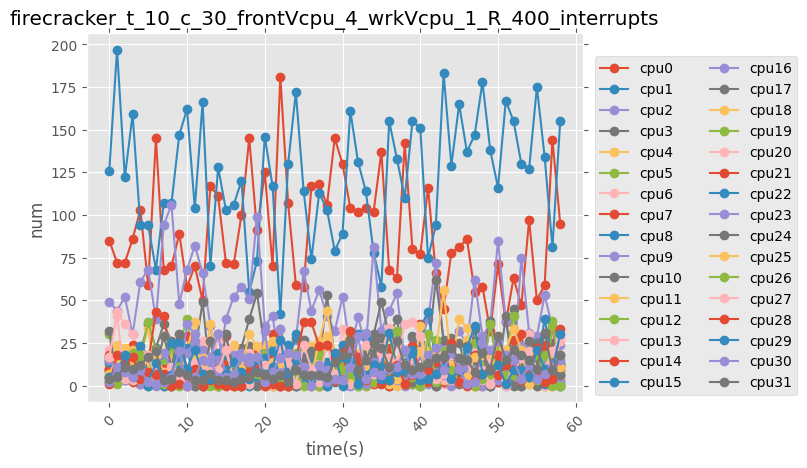 firecracker_t_10_c_30_frontVcpu_4_wrkVcpu_1_R_400_interrupts
200
175
150
125
100
75
50
25
0
num
0
10
20
30
40
50
60
time(s)
cpu0
cpu1
cpu2
cpu3
cpu4
cpu5
cpu6
cpu7
cpu8
cpu9
cpu10
cpu11
cpu12
cpu13
cpu14
cpu15
cpu16
cpu17
cpu18
cpu19
cpu20
cpu21
cpu22
cpu23
cpu24
cpu25
cpu26
cpu27
cpu28
cpu29
cpu30
cpu31